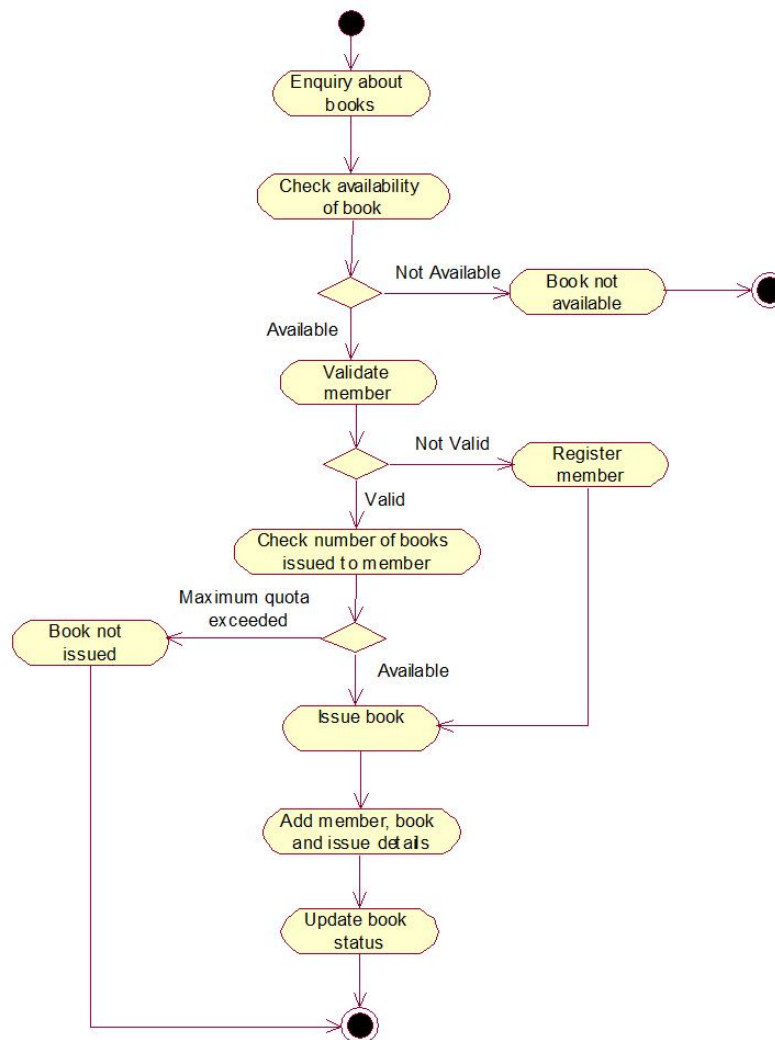 Enquiry about
books
Check availability
of book
Not Available
Book not
available
Available
Validate
member
Not Valid
Register
member
Valid
Check number of books
issued to member
Maximum quota
exceeded
Book not
issued
Available
Issue book
Add member, book
and issue details
Update book
status